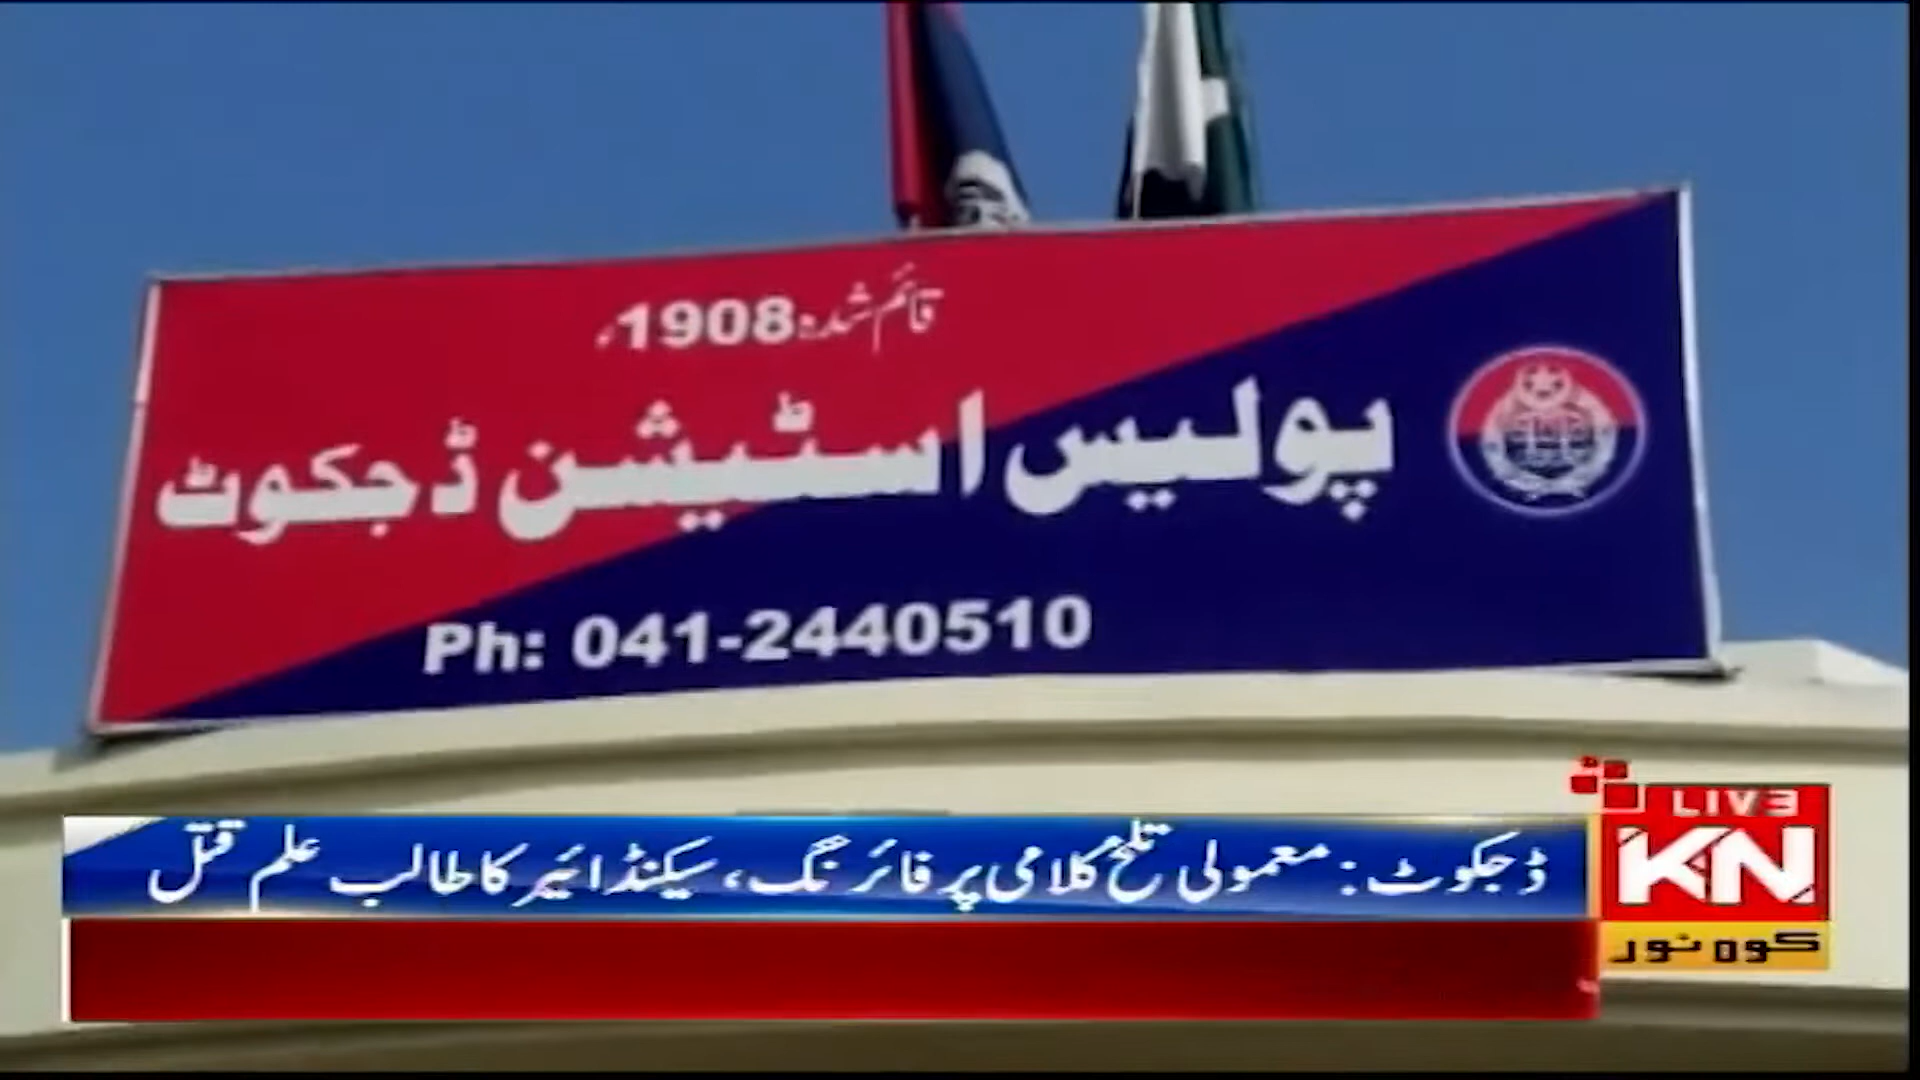 قائم شدہ: 1908ء
پولیس اسٹیشن ڈجکوٹ
Ph: 041-2440510
LIVE
ڈجکوٹ: معمولی تلخ کلامی پر فائرنگ، سیکنڈ ائیر کا طالب علم قتل
KN
کوہ نور